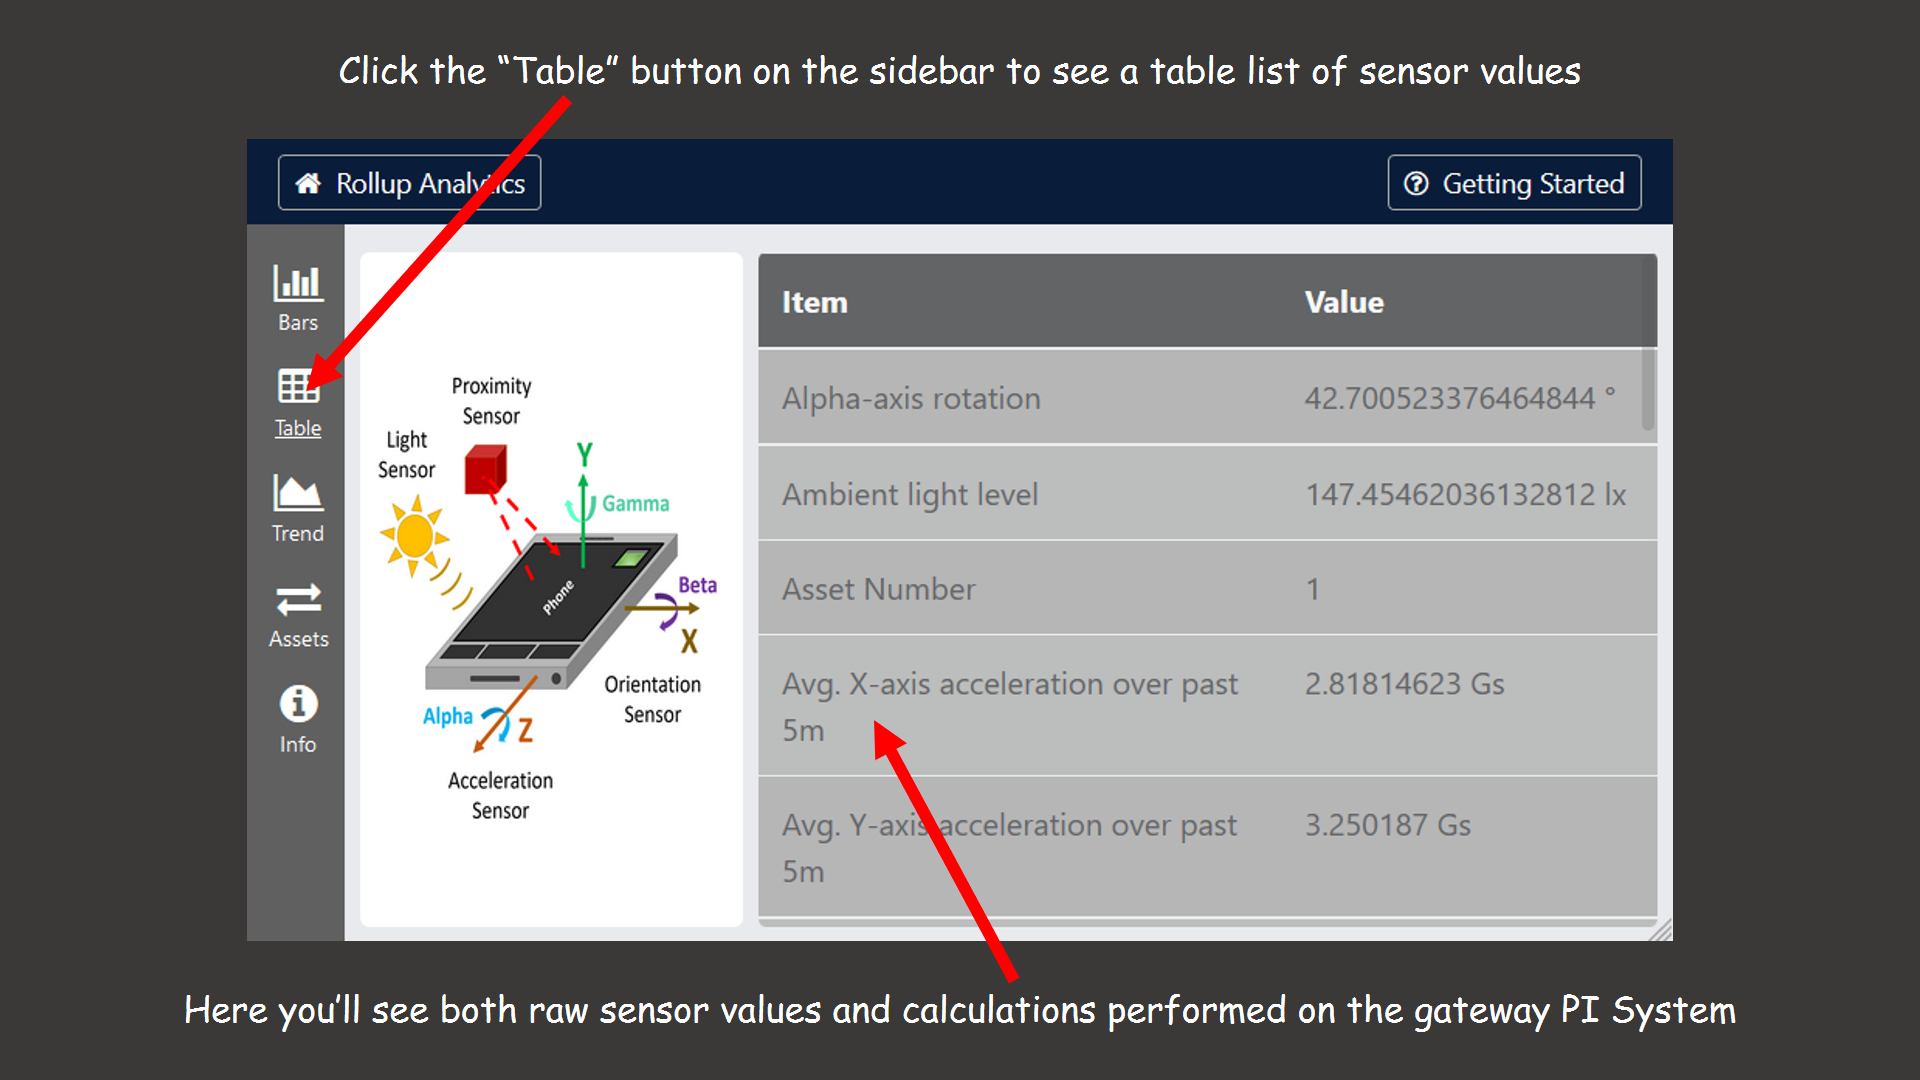 Click the “Table” button on the sidebar to see a table list of sensor values
Rollup Analytics
Getting Started
Bars
Table
Trend
Assets
Info
Proximity
Sensor
Light
Sensor
Y
Gamma
Phone
Beta
X
Orientation
Sensor
Alpha
Z
Acceleration
Sensor
Item Value
Alpha-axis rotation 42.700523376464844 °
Ambient light level 147.45462036132812 lx
Asset Number 1
Avg. X-axis acceleration over past 2.81814623 Gs
5m
Avg. Y-axis acceleration over past 3.250187 Gs
5m
Here you’ll see both raw sensor values and calculations performed on the gateway PI System